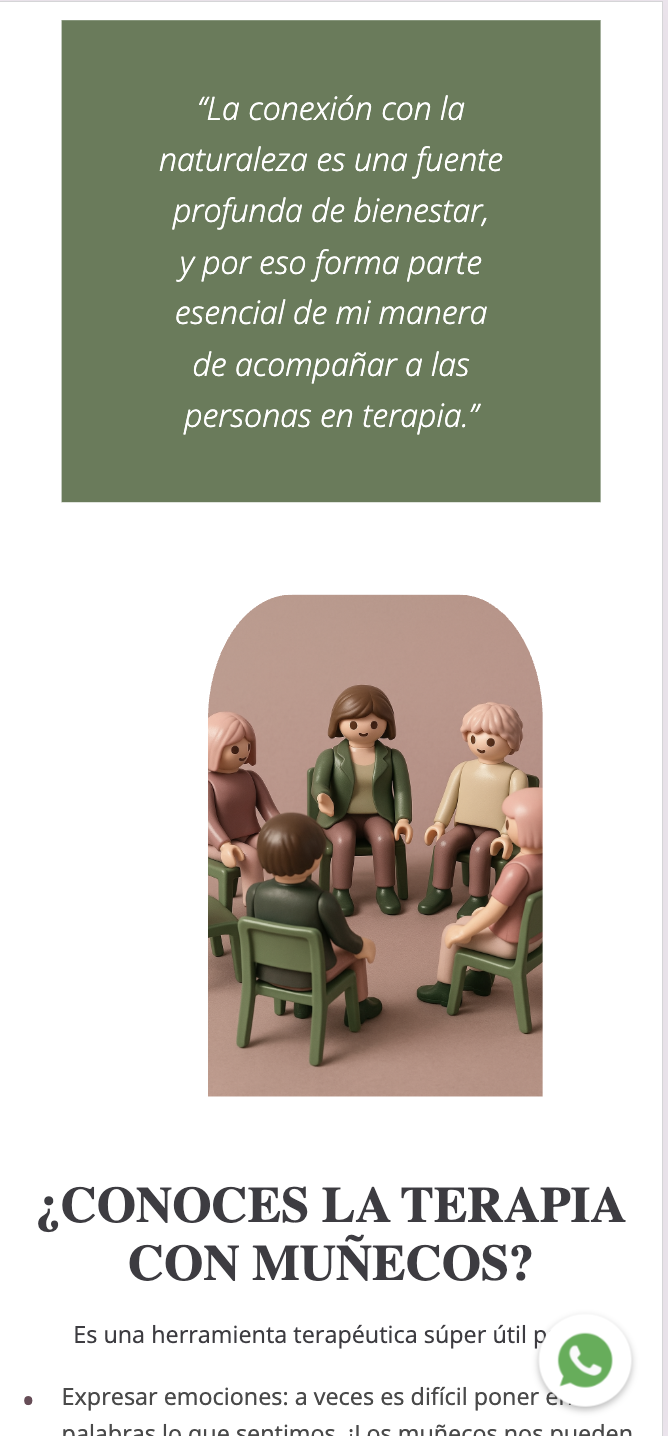 “La conexión con la
naturaleza es una fuente
profunda de bienestar,
y por eso forma parte
esencial de mi manera
de acompañar a las
personas en terapia.”
¿CONOCES LA TERAPIA
CON MUÑECOS?
Es una herramienta terapéutica súper útil
Expresar emociones: a veces es difícil poner
palabras lo que sentimos. ¡Los muñecos nos pueden